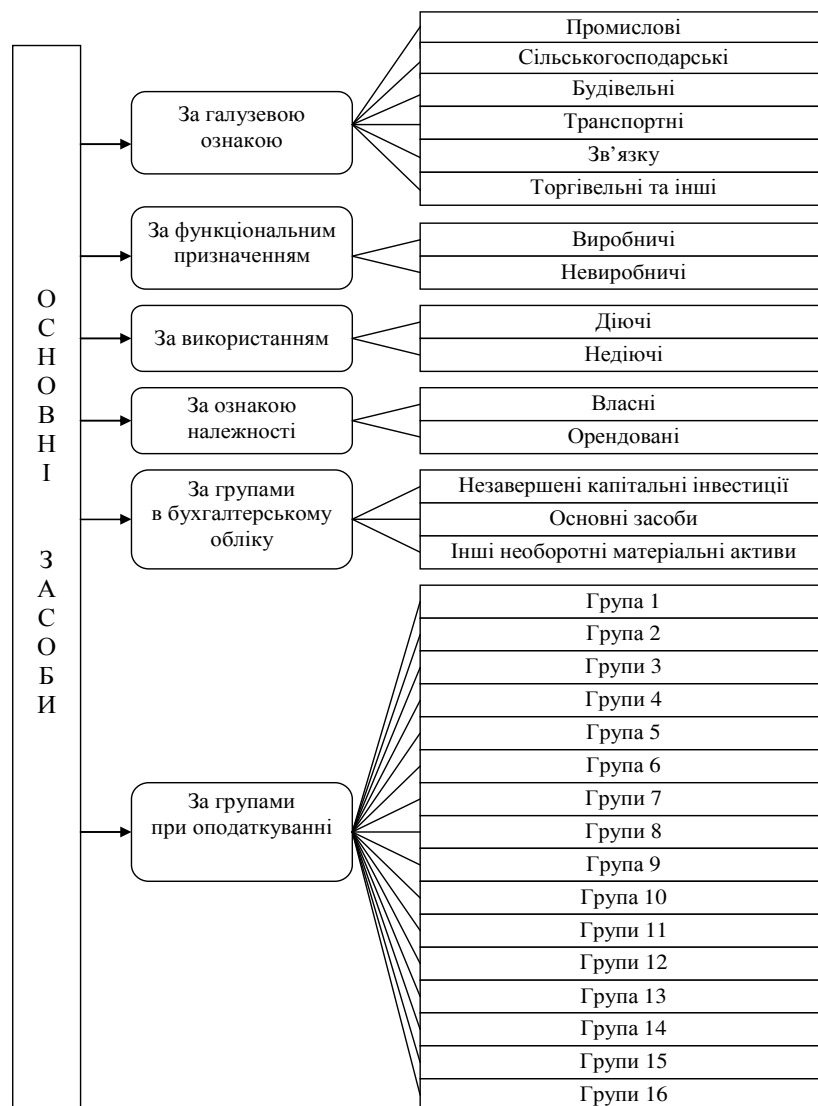 ОСНОВНІ ЗАСОБИ
За галузевою
ознакою
Промислові
Сільськогосподарські
Будівельні
Транспортні
Зв’язку
Торгівельні та інші
За функціональним
призначенням
Виробничі
Невиробничі
За використанням
Діючі
Недіючі
За ознакою
належності
Власні
Орендовані
За групами
в бухгалтерському
обліку
Незавершені капітальні інвестиції
Основні засоби
Інші необоротні матеріальні активи
За групами
при оподаткуванні
Група 1
Група 2
Групи 3
Групи 4
Група 5
Група 6
Групи 7
Групи 8
Група 9
Група 10
Групи 11
Групи 12
Група 13
Група 14
Групи 15
Групи 16